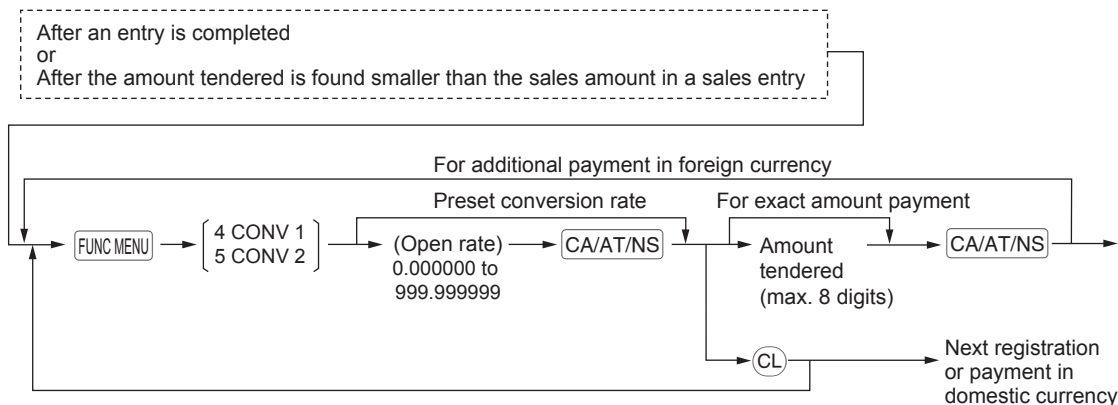 After an entry is completed
or
After the amount tendered is found smaller than the sales amount in a sales entry
For additional payment in foreign currency
Preset conversion rate
For exact amount payment
FUNC MENU
4 CONV 1
5 CONV 2
(Open rate)
0.000000 to
999.999999
CA/AT/NS
Amount
tendered
(max. 8 digits)
CA/AT/NS
CL
Next registration
or payment in
domestic currency